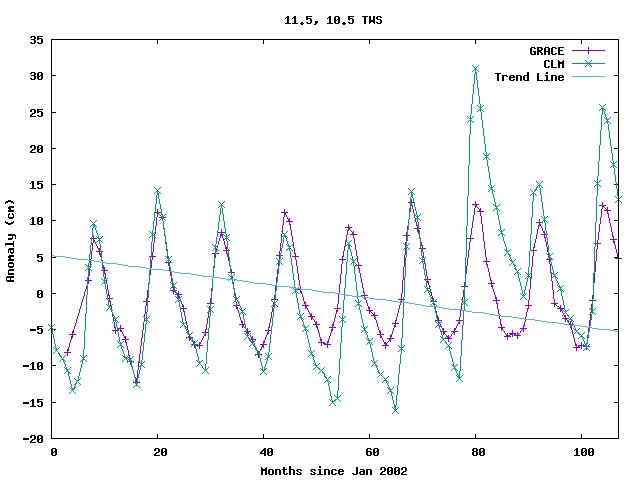 11.5, 10.5 TWS
GRACE
CLM
Trend Line
Anomaly (cm)
35
30
25
20
15
10
5
0
-5
-10
-15
-20
0 20 40 60 80 100
Months since Jan 2002